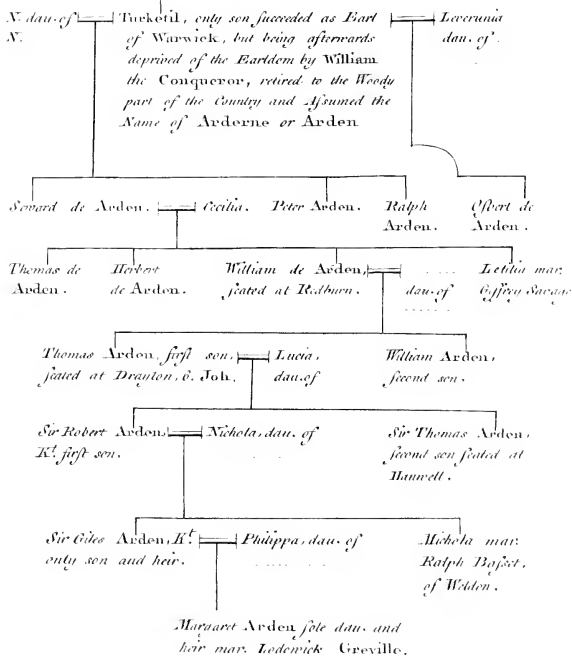 N. dau. of
N.
Turketil, only son ſucceeded as Earl
of Warwick, but being afterwards
deprived of the Earldom by William
the Conqueror, retired to the Woody
part of the Country and Aſsumed the
Name of Arderne or Arden
Leverunia
dau. of.
Seward de Arden.
Cecilia.
Peter Arden.
Ralph
Arden.
Osbert de
Arden.
Thomas de
Arden.
Herbert
de Arden.
William de Arden,
ſeated at Rodburn.
. . . .
dau. of
. . . . . .
Letitia mar.
Geffrey Savage
Thomas Arden, firſt son,
ſeated at Drayton, 6. Joh.
Lucia,
dau. of
William Arden,
second son.
Sir Robert Arden,
Kt. firſt son.
Nichola, dau. of
. . . .
Sir Thomas Arden,
second son ſeated at
Hanwell.
Sir Giles Arden, Kt.
only son and heir.
Philippa, dau. of
. . . . . . . .
Nichola mar.
Ralph Baſset,
of Weldon.
Margaret Arden ſole dau. and
heir mar. Lodowick Greville.